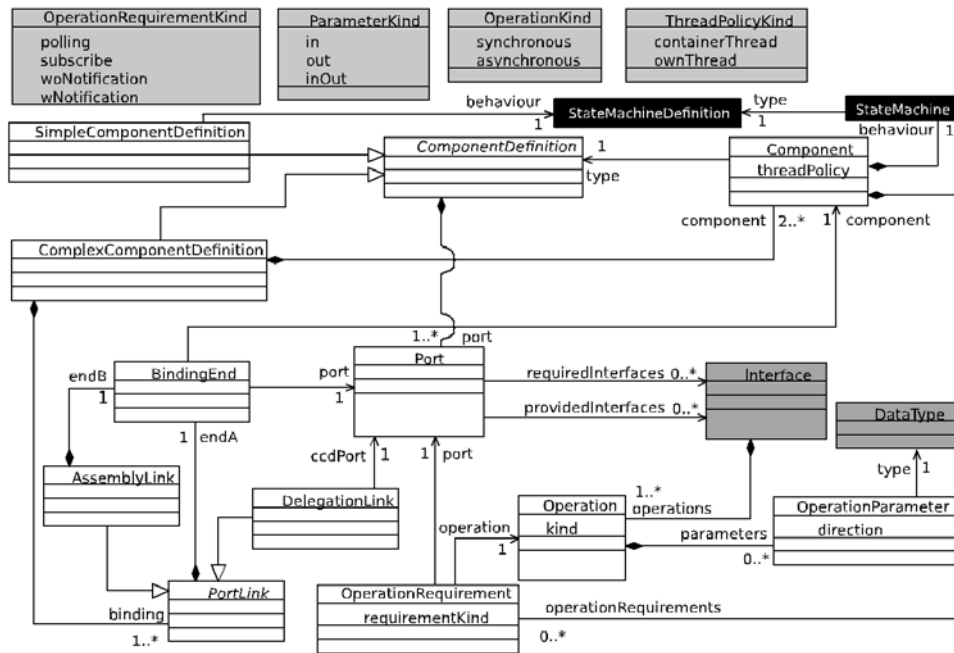 OperationRequirementKind
polling
subscribe
woNotification
wNotification
ParameterKind
in
out
inOut
OperationKind
synchronous
asynchronous
ThreadPolicyKind
containerThread
ownThread
behaviour
1
StateMachineDefinition
type
1
StateMachine
behaviour
1
SimpleComponentDefinition
ComponentDefinition
1
type
Component
threadPolicy
component
2..*
1
component
ComplexComponentDefinition
1..*
port
endB
1
BindingEnd
port
1
Port
requiredInterfaces
0..*
providedInterfaces
0..*
Interface
DataType
1
endA
ccdPort
1
1
port
type
1
AssemblyLink
DelegationLink
operation
1
Operation
kind
1..*
operations
parameters
0..*
OperationParameter
direction
PortLink
binding
1..*
OperationRequirement
requirementKind
operationRequirements
0..*